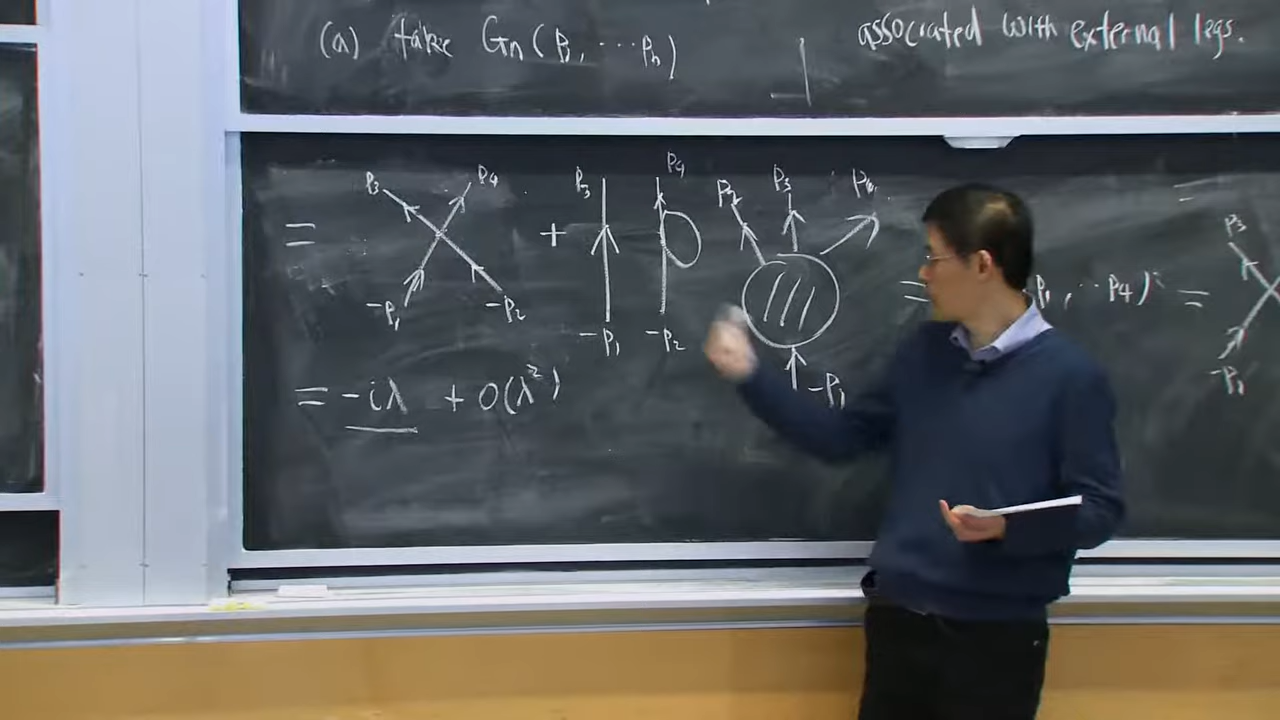 (a) take Gn(P1, ··· Pn)
associated with external legs.
= P3 P4 -P1 -P2 + P3 -P1 P4 -P2 P2 P3 P4 -P1 = P1, ·· P4) = P3 -P1
= -iλ + O(λ²)